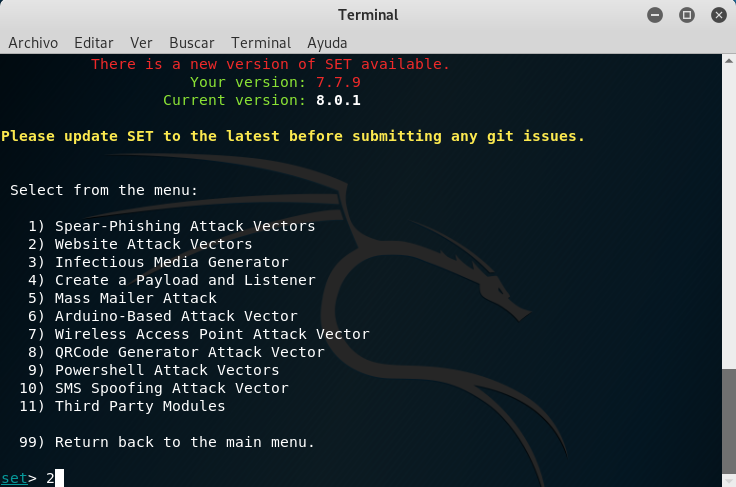 Terminal
Archivo Editar Ver Buscar Terminal Ayuda
There is a new version of SET available.
Your version: 7.7.9
Current version: 8.0.1
Please update SET to the latest before submitting any git issues.
Select from the menu:
1) Spear-Phishing Attack Vectors
2) Website Attack Vectors
3) Infectious Media Generator
4) Create a Payload and Listener
5) Mass Mailer Attack
6) Arduino-Based Attack Vector
7) Wireless Access Point Attack Vector
8) QRCode Generator Attack Vector
9) Powershell Attack Vectors
10) SMS Spoofing Attack Vector
11) Third Party Modules
99) Return back to the main menu.
set> 2